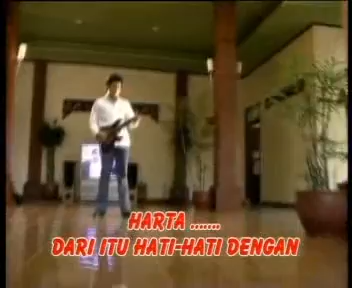 HARTA .......
DARI ITU HATI-HATI DENGAN